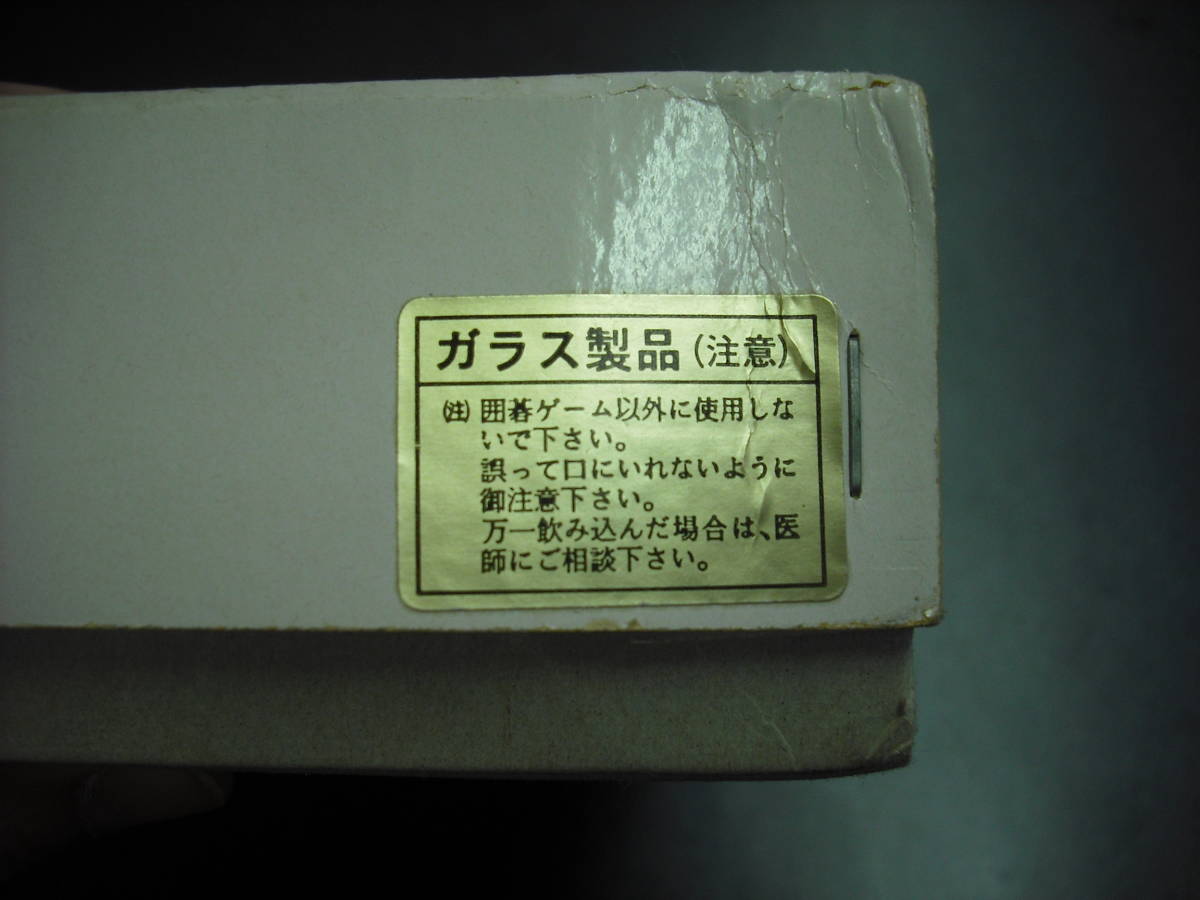 ガラス製品(注意)
(注) 囲碁ゲーム以外に使用しな
いで下さい。
誤って口にいれないように
御注意下さい。
万一飲み込んだ場合は、医
師にご相談下さい。